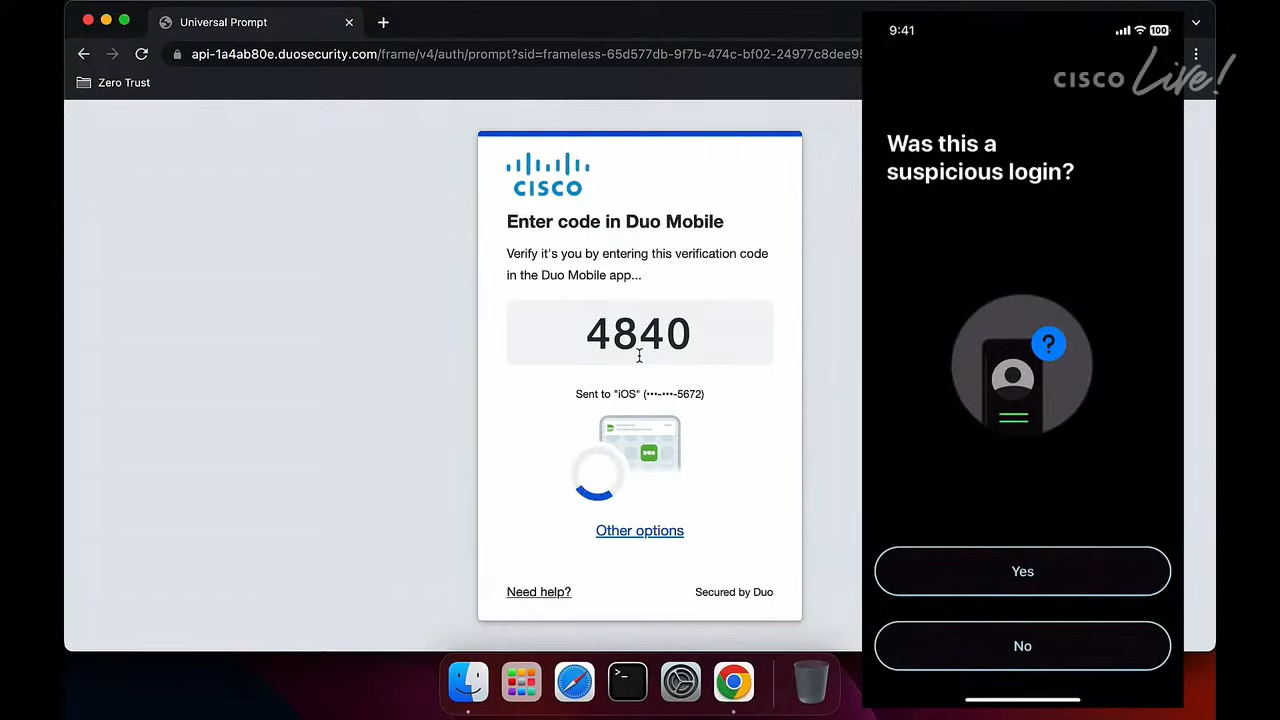 Universal Prompt
api-1a4ab80e.duosecurity.com/frame/v4/auth/prompt?sid=frameless-65d577db-9f7b-474c-bf02-24977c8dee95
Zero Trust
CISCO
Enter code in Duo Mobile
Verify it's you by entering this verification code
in the Duo Mobile app...
4840
Sent to "iOS" (•••-•••-5672)
Other options
Need help?
Secured by Duo
9:41
100
CISCO Live!
Was this a
suspicious login?
?
Yes
No